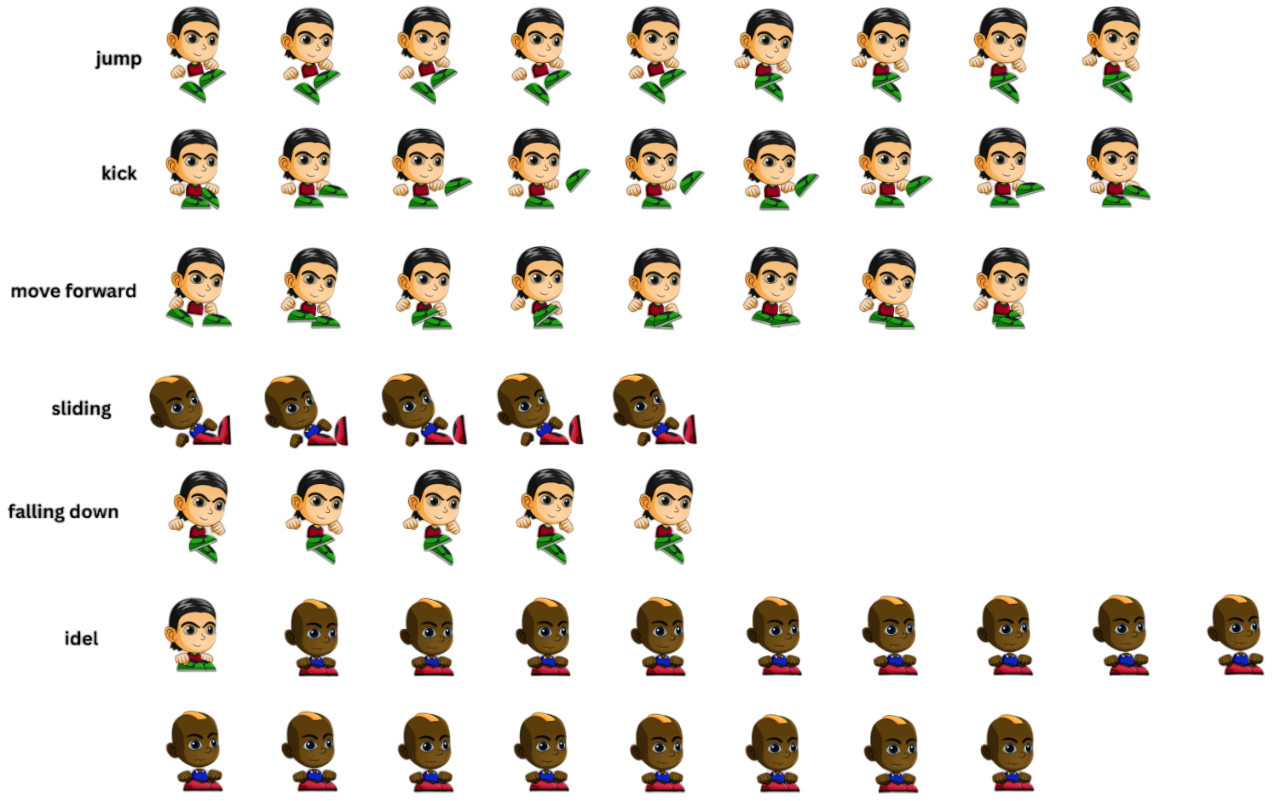 jump
kick
move forward
sliding
falling down
idel